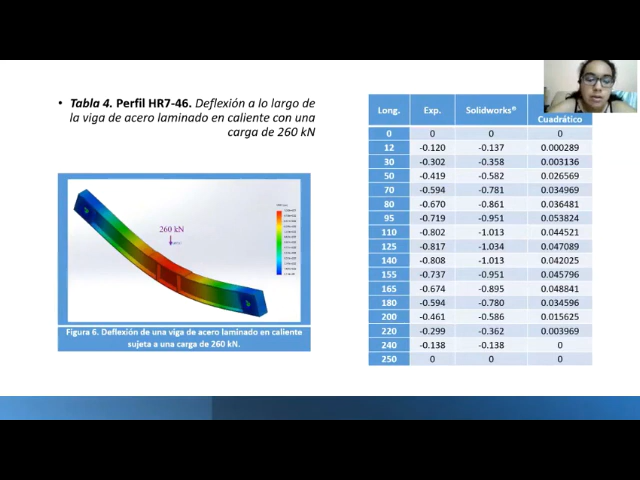 • Tabla 4. Perfil HR7-46. Deflexión a lo largo de
la viga de acero laminado en caliente con una
carga de 260 kN
260 kN
Figura 6. Deflexión de una viga de acero laminado en caliente
sujeta a una carga de 260 kN.
Long. Exp. Solidworks® Cuadrático
0 0 0 0
12 -0.120 -0.137 0.000289
30 -0.302 -0.358 0.003136
50 -0.419 -0.582 0.026569
70 -0.594 -0.781 0.034969
80 -0.670 -0.861 0.036481
95 -0.719 -0.951 0.053824
110 -0.802 -1.013 0.044521
125 -0.817 -1.034 0.047089
140 -0.808 -1.013 0.042025
155 -0.737 -0.951 0.045796
165 -0.674 -0.895 0.048841
180 -0.594 -0.780 0.034596
200 -0.461 -0.586 0.015625
220 -0.299 -0.362 0.003969
240 -0.138 -0.138 0
250 0 0 0